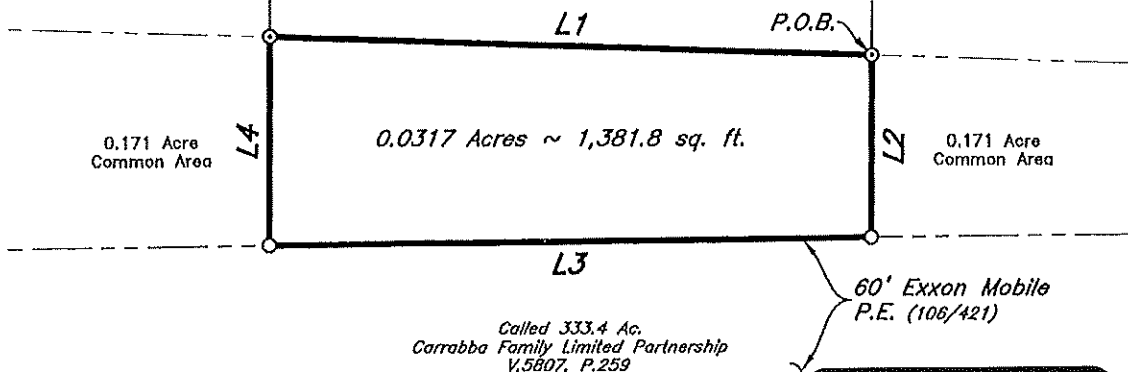 L1
P.O.B.
0.171 Acre
Common Area
L4
0.0317 Acres ~ 1,381.8 sq. ft.
L2
0.171 Acre
Common Area
L3
60' Exxon Mobile
P.E. (106/421)
Called 333.4 Ac.
Carrabba Family Limited Partnership
V.5807, P.259